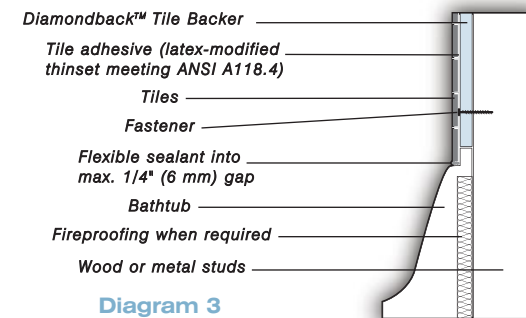 Diamondback™ Tile Backer
Tile adhesive (latex-modified
thinset meeting ANSI A118.4)
Tiles
Fastener
Flexible sealant into
max. 1/4" (6 mm) gap
Bathtub
Fireproofing when required
Wood or metal studs
Diagram 3